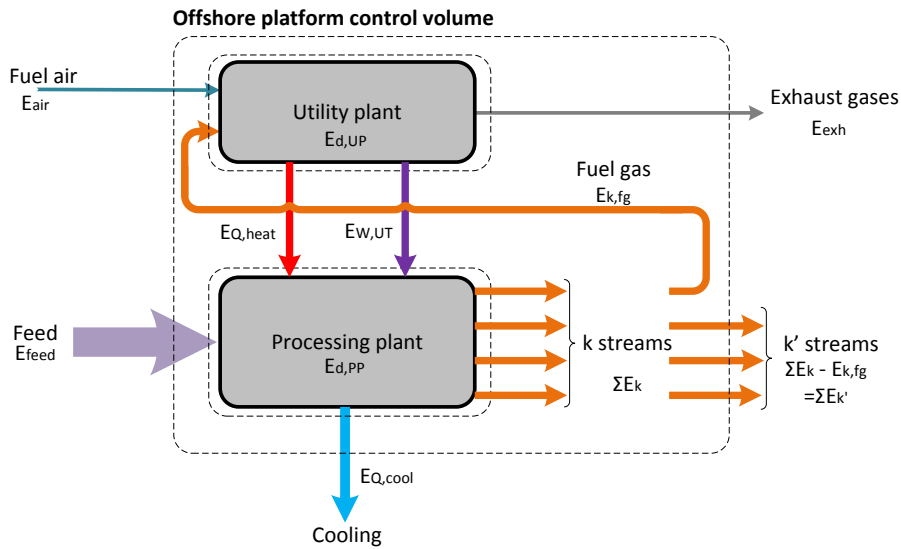 Offshore platform control volume
Fuel air
Eair
Utility plant
Ed,UP
Exhaust gases
Eexh
Fuel gas
Ek,fg
EQ,heat
EW,UT
Feed
Efeed
Processing plant
Ed,PP
k streams
ΣEk
k' streams
ΣEk - Ek,fg
=ΣEk'
EQ,cool
Cooling